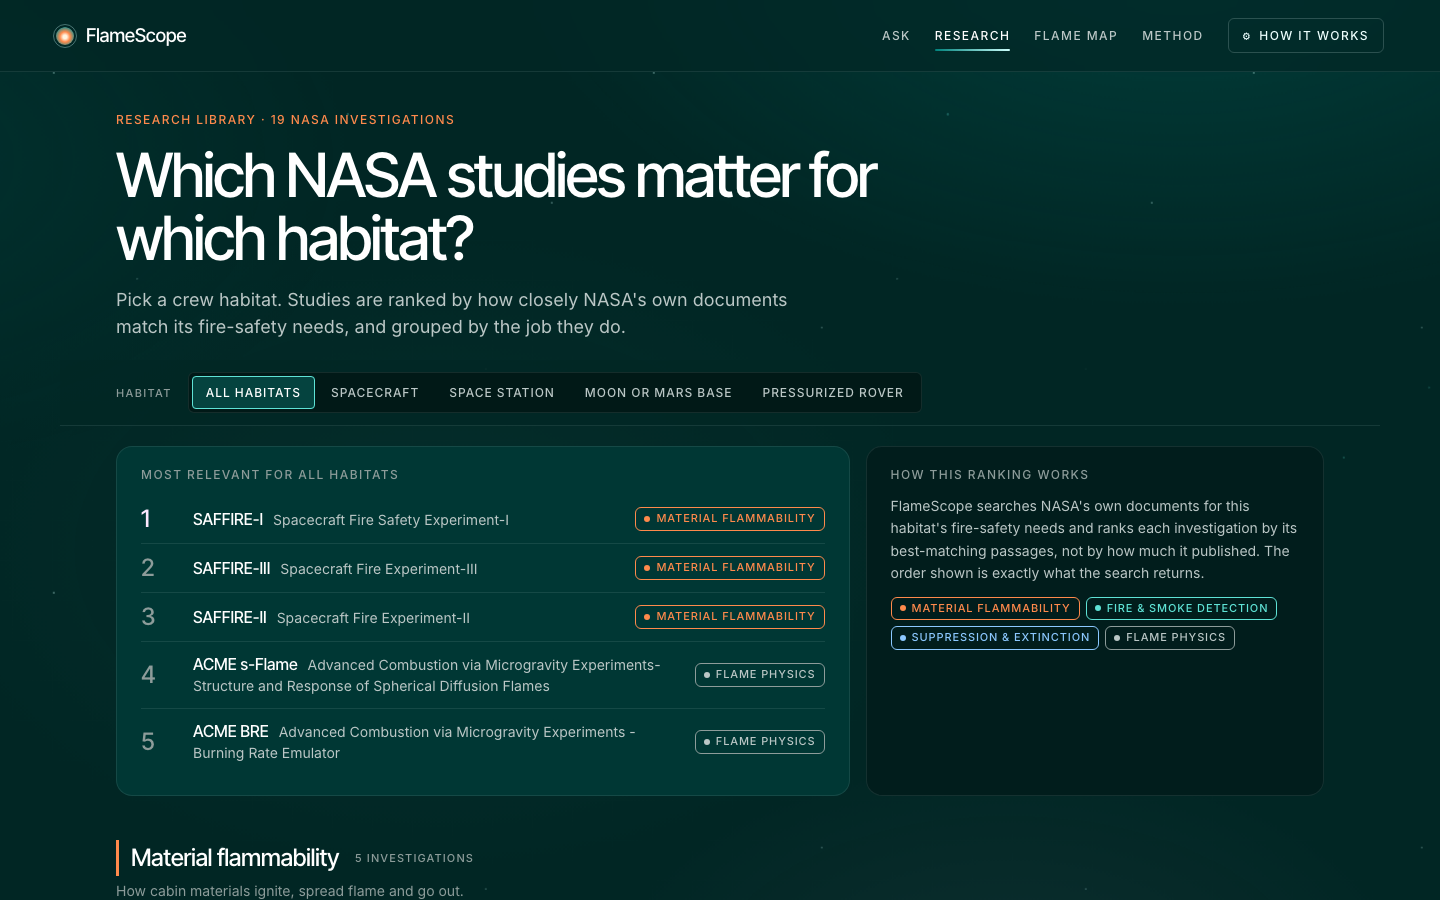 FlameScope
ASK
RESEARCH
FLAME MAP
METHOD
⚙ HOW IT WORKS
RESEARCH LIBRARY · 19 NASA INVESTIGATIONS
Which NASA studies matter for
which habitat?
Pick a crew habitat. Studies are ranked by how closely NASA's own documents
match its fire-safety needs, and grouped by the job they do.
HABITAT
ALL HABITATS
SPACECRAFT
SPACE STATION
MOON OR MARS BASE
PRESSURIZED ROVER
MOST RELEVANT FOR ALL HABITATS
1 SAFFIRE-I Spacecraft Fire Safety Experiment-I MATERIAL FLAMMABILITY
2 SAFFIRE-III Spacecraft Fire Experiment-III MATERIAL FLAMMABILITY
3 SAFFIRE-II Spacecraft Fire Experiment-II MATERIAL FLAMMABILITY
4 ACME s-Flame Advanced Combustion via Microgravity Experiments-
Structure and Response of Spherical Diffusion Flames FLAME PHYSICS
5 ACME BRE Advanced Combustion via Microgravity Experiments -
Burning Rate Emulator FLAME PHYSICS
HOW THIS RANKING WORKS
FlameScope searches NASA's own documents for this
habitat's fire-safety needs and ranks each investigation by its
best-matching passages, not by how much it published. The
order shown is exactly what the search returns.
MATERIAL FLAMMABILITY FIRE & SMOKE DETECTION
SUPPRESSION & EXTINCTION FLAME PHYSICS
Material flammability 5 INVESTIGATIONS
How cabin materials ignite, spread flame and go out.